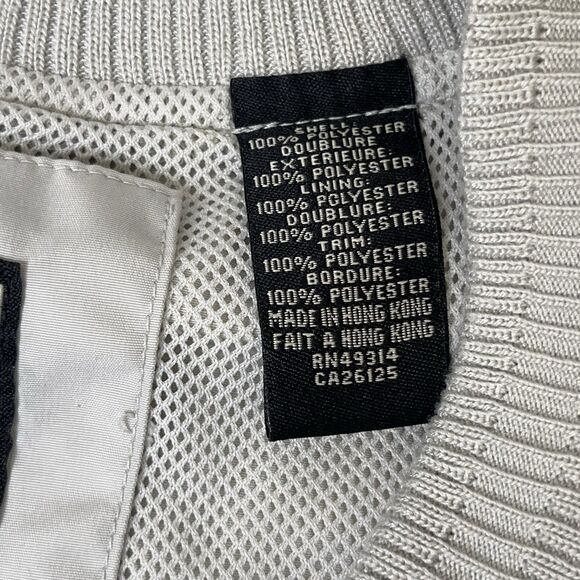 SHELL:
100% POLYESTER
DOUBLURE
EXTERIEURE:
100% POLYESTER
LINING:
100% POLYESTER
DOUBLURE:
100% POLYESTER
TRIM:
100% POLYESTER
BORDURE:
100% POLYESTER
MADE IN HONG KONG
FAIT A HONG KONG
RN49314
CA26125